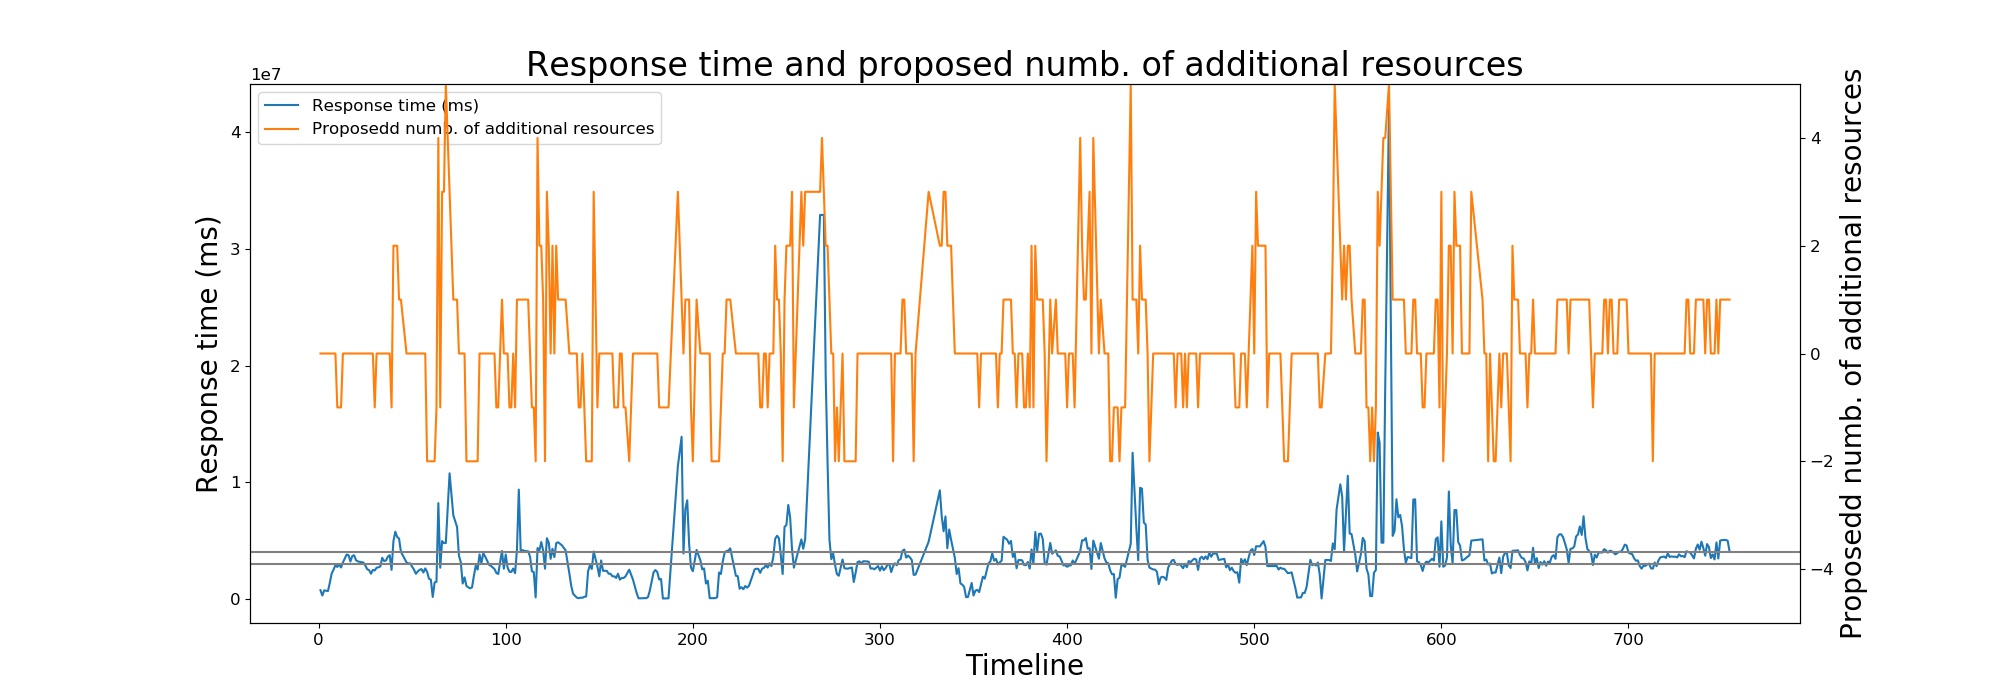 Response time and proposed numb. of additional resources
1e7
Response time (ms)
Proposedd numb. of additional resources
4
3
2
1
0
Response time (ms)
4
2
0
−2
−4
Proposedd numb. of additional resources
0 100 200 300 400 500 600 700
Timeline